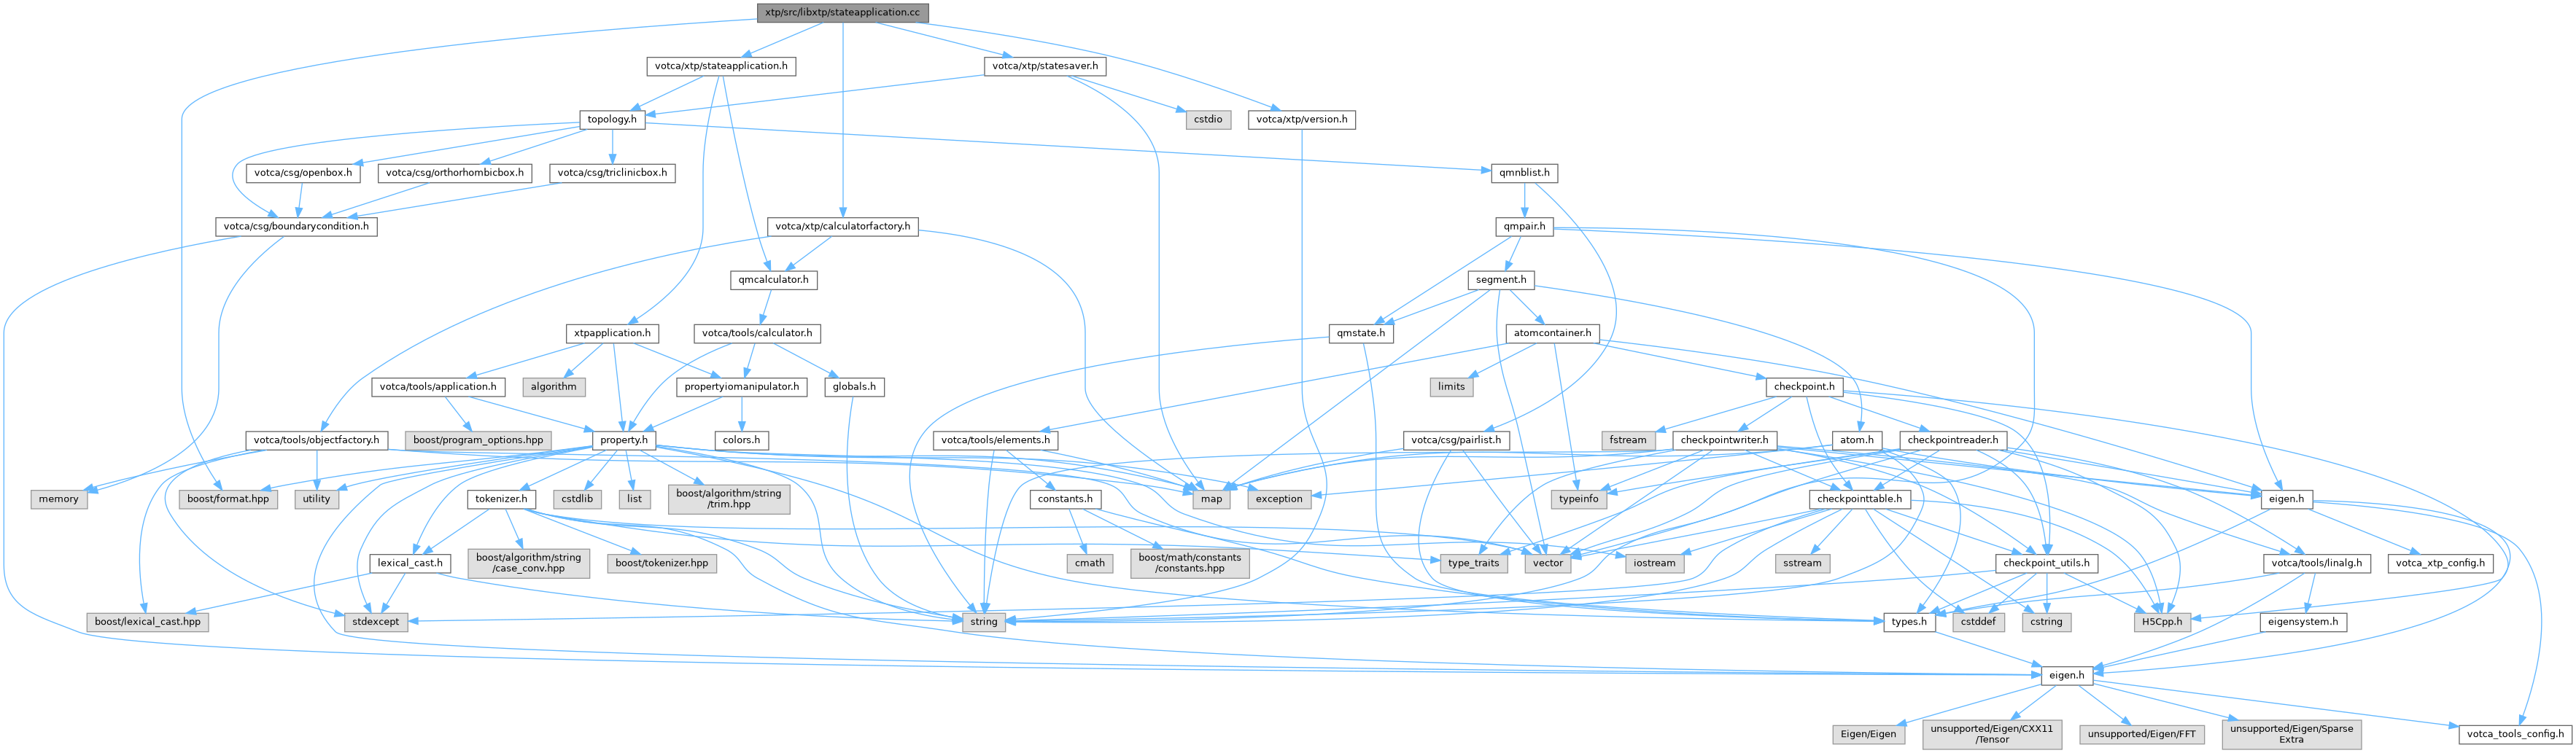 xtp/src/libxtp/stateapplication.cc
votca/xtp/stateapplication.h
votca/xtp/statesaver.h
topology.h
cstdio
votca/xtp/version.h
votca/csg/openbox.h
votca/csg/orthorhombicbox.h
votca/csg/triclinicbox.h
qmnblist.h
votca/csg/boundarycondition.h
votca/xtp/calculatorfactory.h
qmpair.h
qmcalculator.h
segment.h
xtpapplication.h
votca/tools/calculator.h
qmstate.h
atomcontainer.h
votca/tools/application.h
algorithm
propertyiomanipulator.h
globals.h
limits
checkpoint.h
votca/tools/objectfactory.h
boost/program_options.hpp
property.h
colors.h
votca/tools/elements.h
votca/csg/pairlist.h
fstream
checkpointwriter.h
atom.h
checkpointreader.h
memory
boost/format.hpp
utility
tokenizer.h
cstdlib
list
boost/algorithm/string
/trim.hpp
constants.h
map
exception
typeinfo
checkpointtable.h
eigen.h
lexical_cast.h
boost/algorithm/string
/case_conv.hpp
boost/tokenizer.hpp
cmath
boost/math/constants
/constants.hpp
type_traits
vector
iostream
sstream
checkpoint_utils.h
votca/tools/linalg.h
votca_xtp_config.h
boost/lexical_cast.hpp
stdexcept
string
types.h
cstddef
cstring
H5Cpp.h
eigensystem.h
eigen.h
Eigen/Eigen
unsupported/Eigen/CXX11
/Tensor
unsupported/Eigen/FFT
unsupported/Eigen/Sparse
Extra
votca_tools_config.h